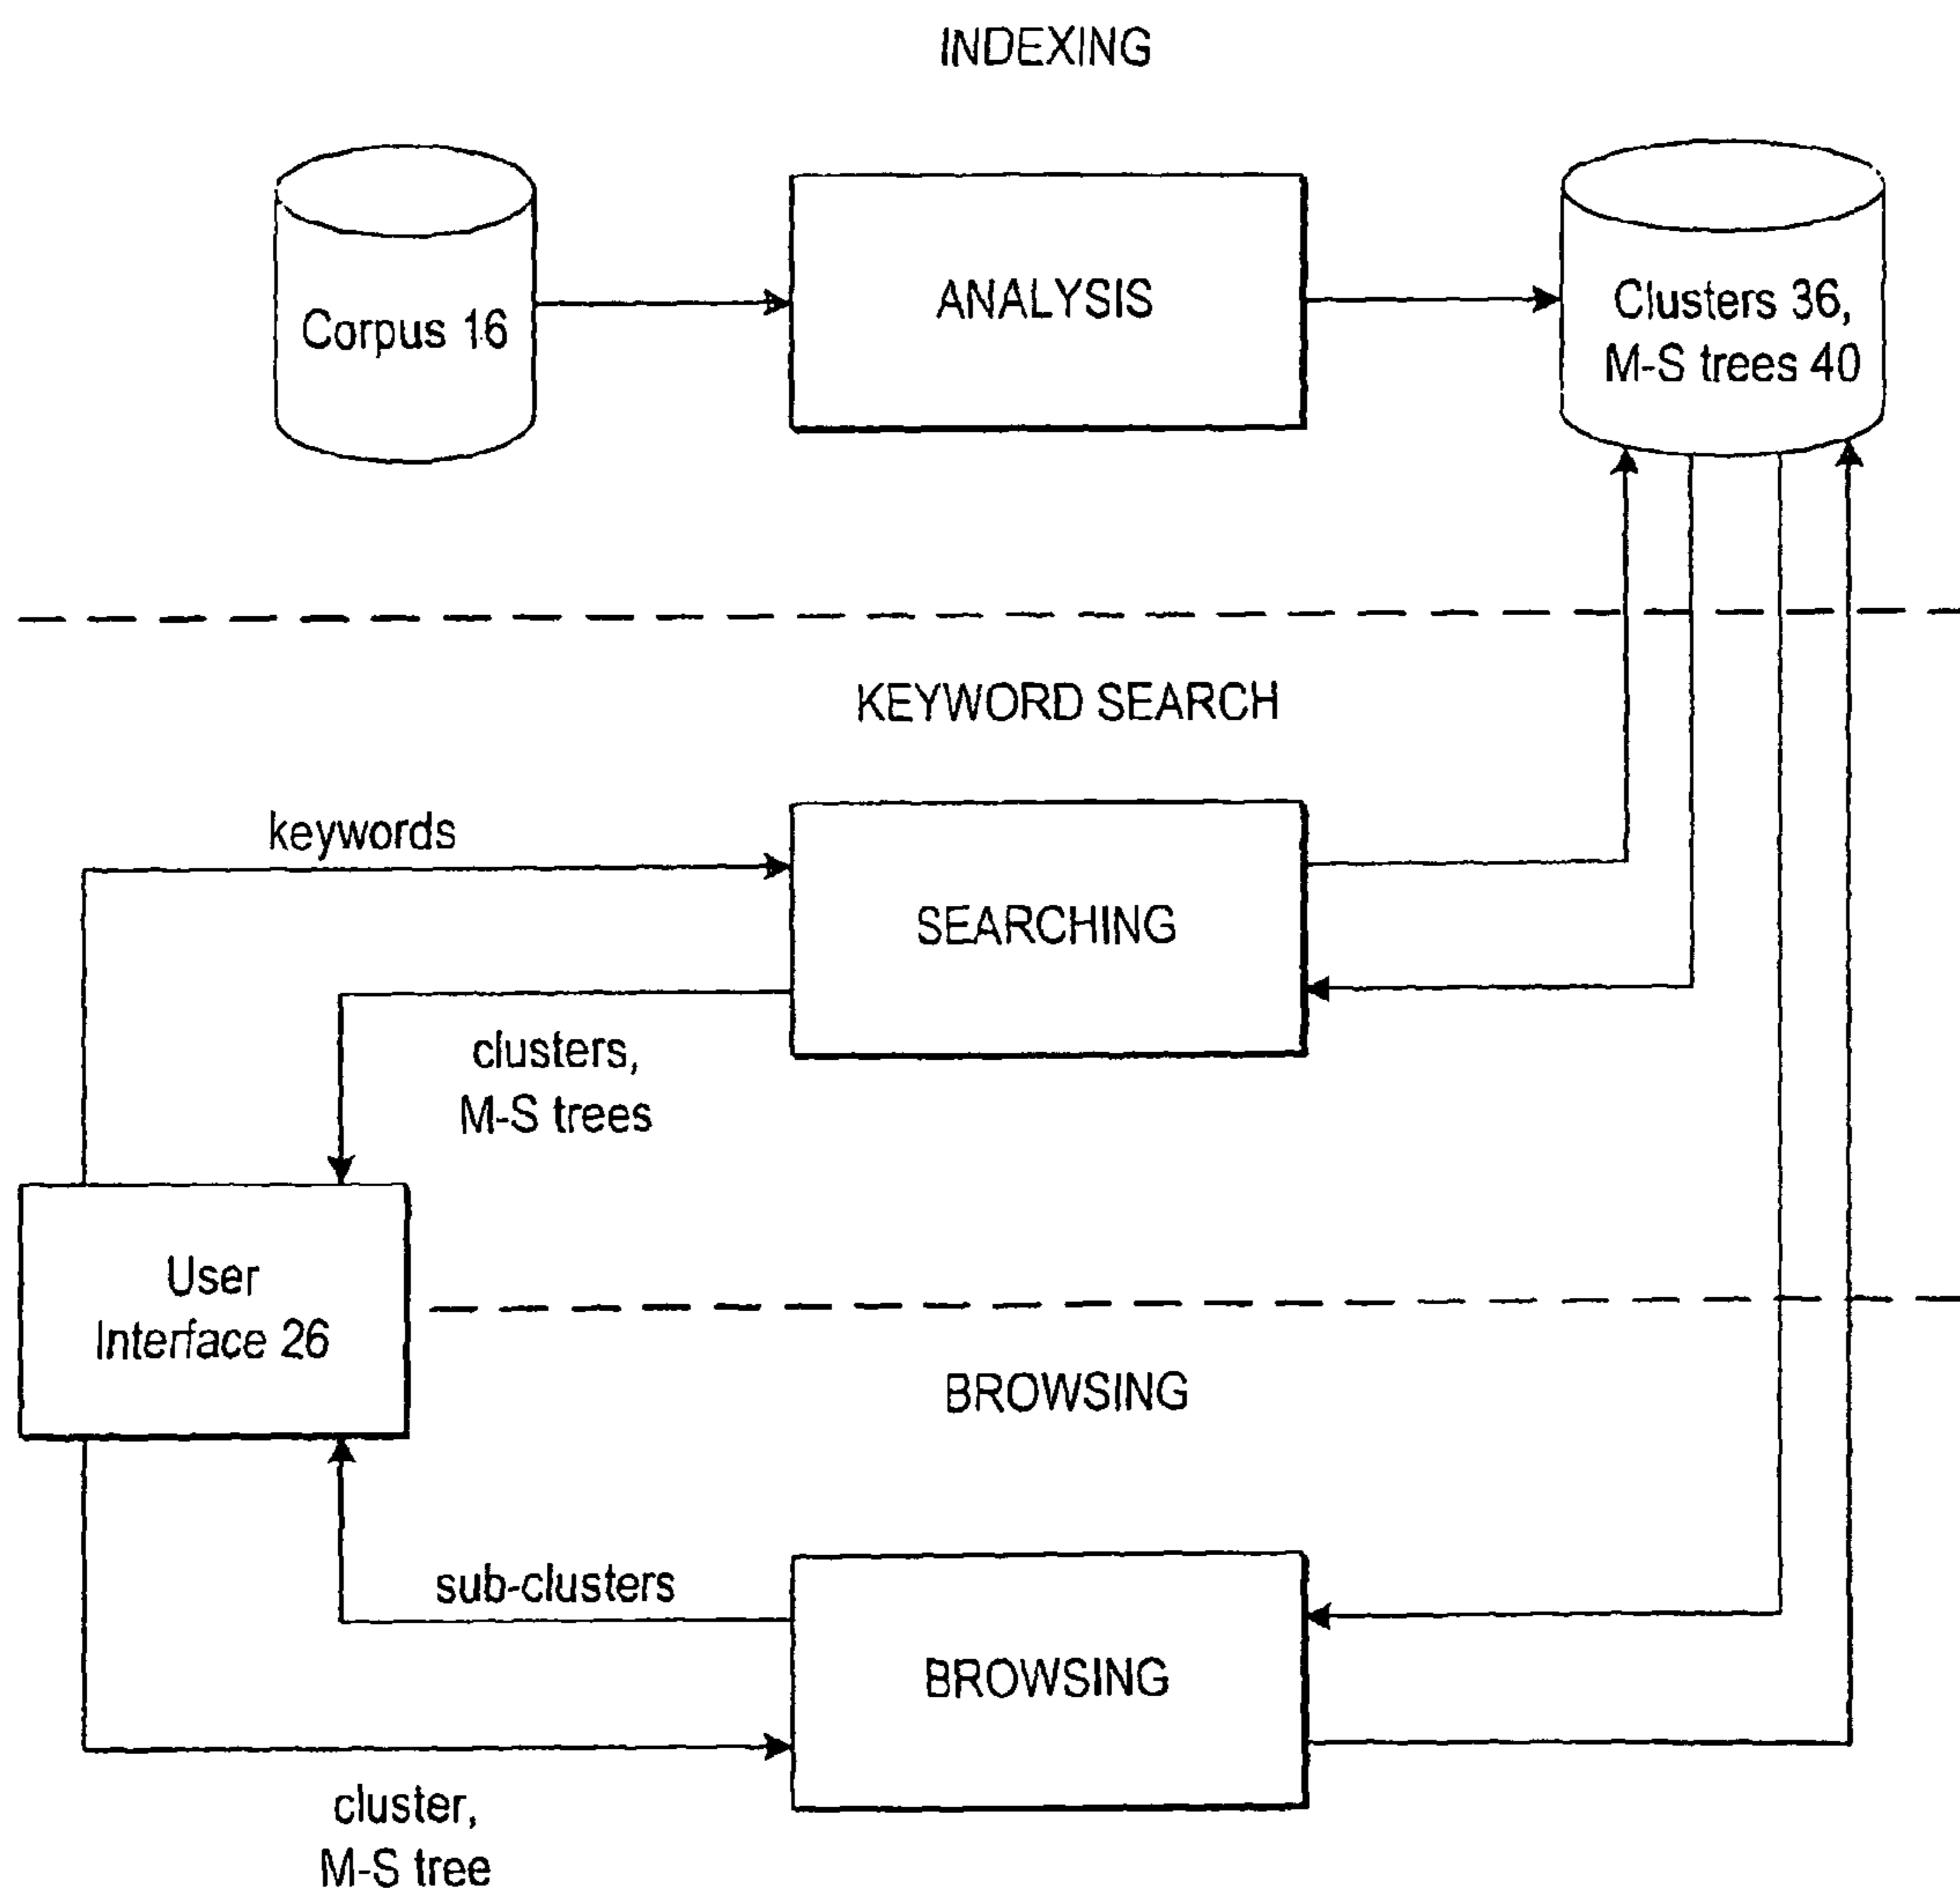 INDEXING
Corpus 16
ANALYSIS
Clusters 36,
M-S trees 40
KEYWORD SEARCH
keywords
SEARCHING
clusters,
M-S trees
User
Interface 26
BROWSING
sub-clusters
BROWSING
cluster,
M-S tree